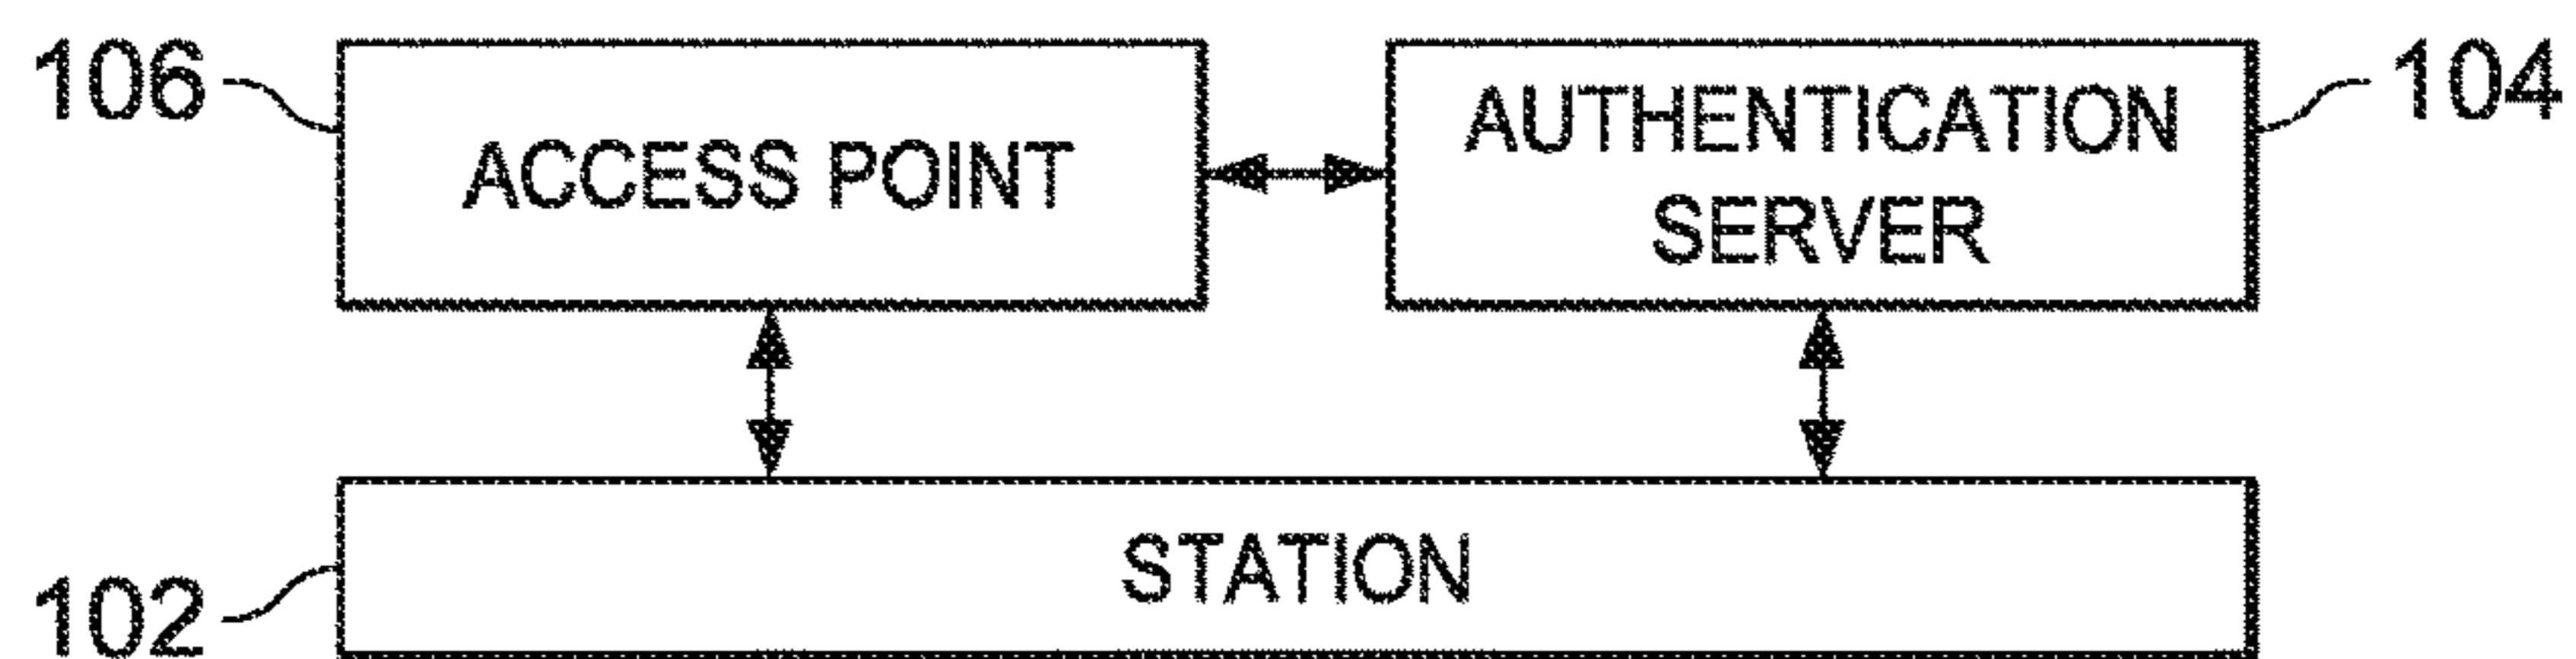 106
ACCESS POINT
AUTHENTICATION
SERVER
104
102
STATION